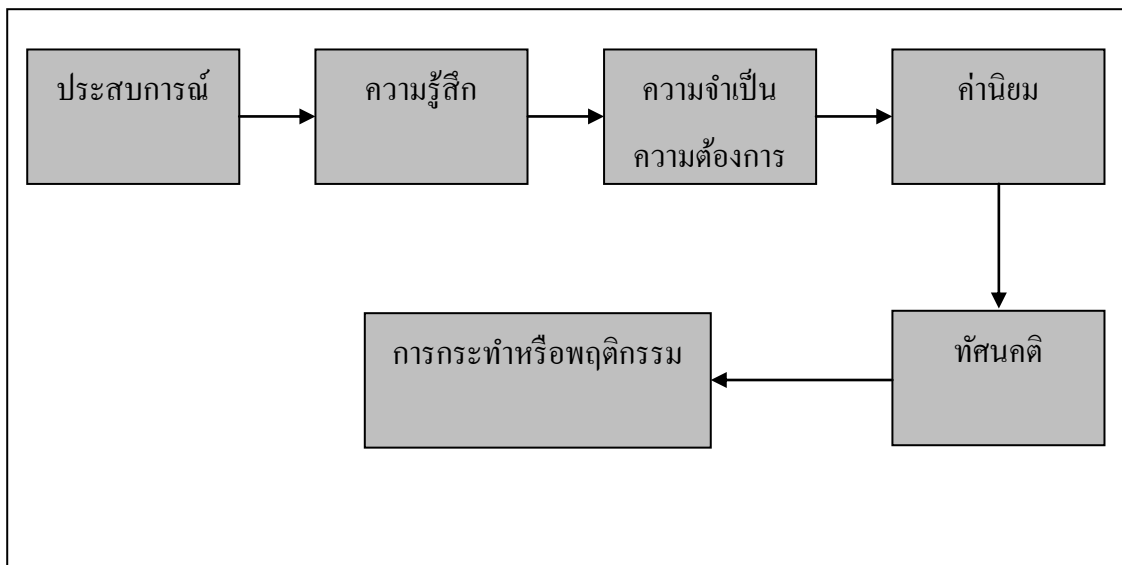 ประสบการณ์
ความรู้สึก
ความจำเป็น
ความต้องการ
ค่านิยม
ทัศนคติ
การกระทำหรือพฤติกรรม